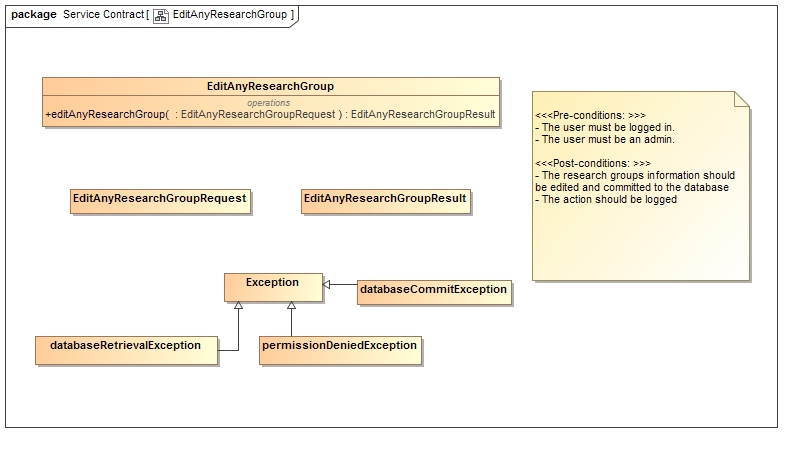 package Service Contract [ EditAnyResearchGroup ]
EditAnyResearchGroup
operations
+editAnyResearchGroup( : EditAnyResearchGroupRequest ) : EditAnyResearchGroupResult
<<<Pre-conditions: >>>
- The user must be logged in.
- The user must be an admin.
<<<Post-conditions: >>>
- The research groups information should
be edited and committed to the database
- The action should be logged
EditAnyResearchGroupRequest
EditAnyResearchGroupResult
Exception
databaseCommitException
databaseRetrievalException
permissionDeniedException